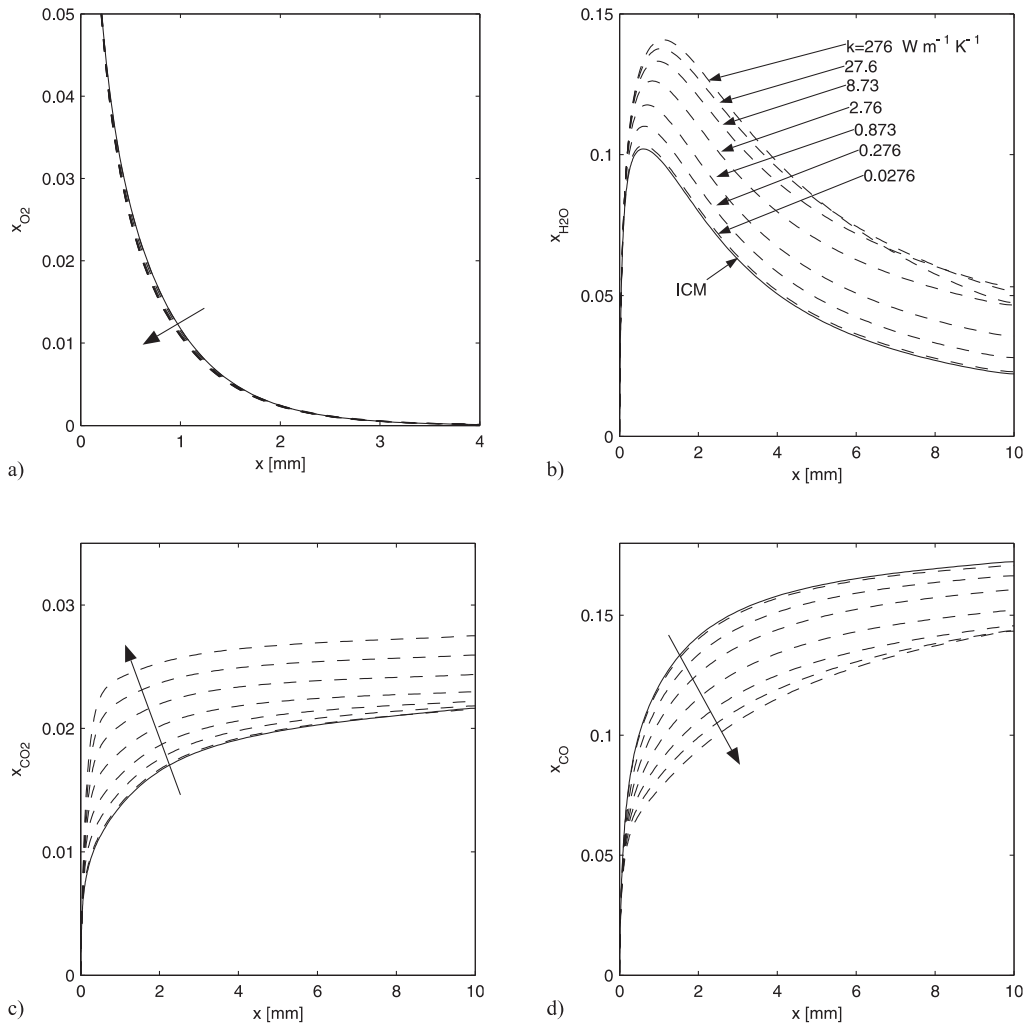 0.05
0.04
0.03
0.02
0.01
0
x_O2
0 1 2 3 4
x [mm]
a)
0.15
0.1
0.05
0
x_H2O
k=276 W m⁻¹ K⁻¹
27.6
8.73
2.76
0.873
0.276
0.0276
ICM
0 2 4 6 8 10
x [mm]
b)
0.03
0.02
0.01
0
x_CO2
0 2 4 6 8 10
x [mm]
c)
0.15
0.1
0.05
0
x_CO
0 2 4 6 8 10
x [mm]
d)